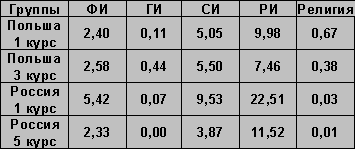 Группы ФИ ГИ СИ РИ Религия
Польша
1 курс 2,40 0,11 5,05 9,98 0,67
Польша
3 курс 2,58 0,44 5,50 7,46 0,38
Россия
1 курс 5,42 0,07 9,53 22,51 0,03
Россия
5 курс 2,33 0,00 3,87 11,52 0,01